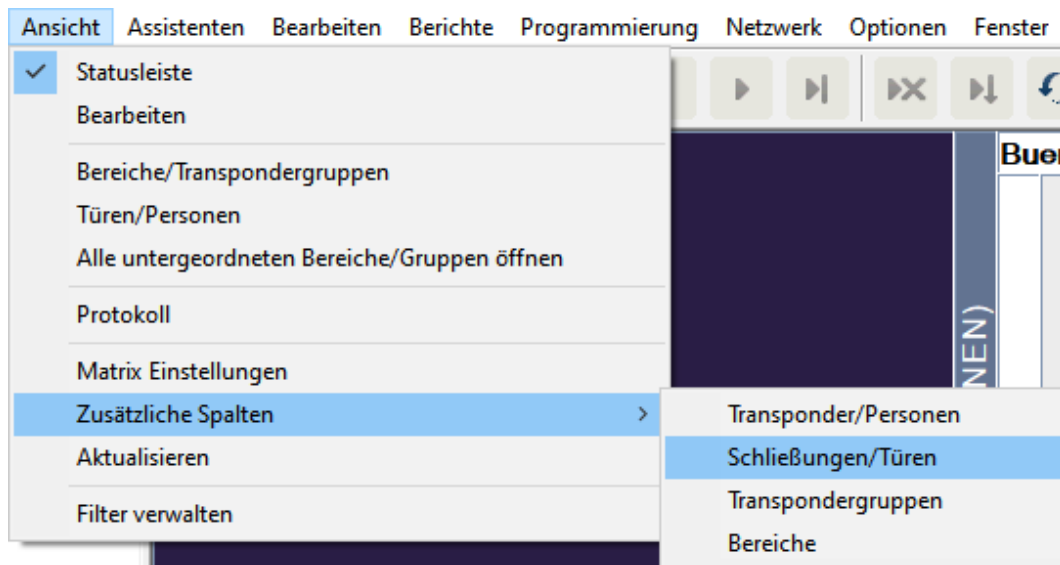 Ansicht Assistenten Bearbeiten Berichte Programmierung Netzwerk Optionen Fenster
Statusleiste
Bearbeiten
Bereiche/Transpondergruppen
Türen/Personen
Alle untergeordneten Bereiche/Gruppen öffnen
Protokoll
Matrix Einstellungen
Zusätzliche Spalten
Aktualisieren
Filter verwalten
Transponder/Personen
Schließungen/Türen
Transpondergruppen
Bereiche